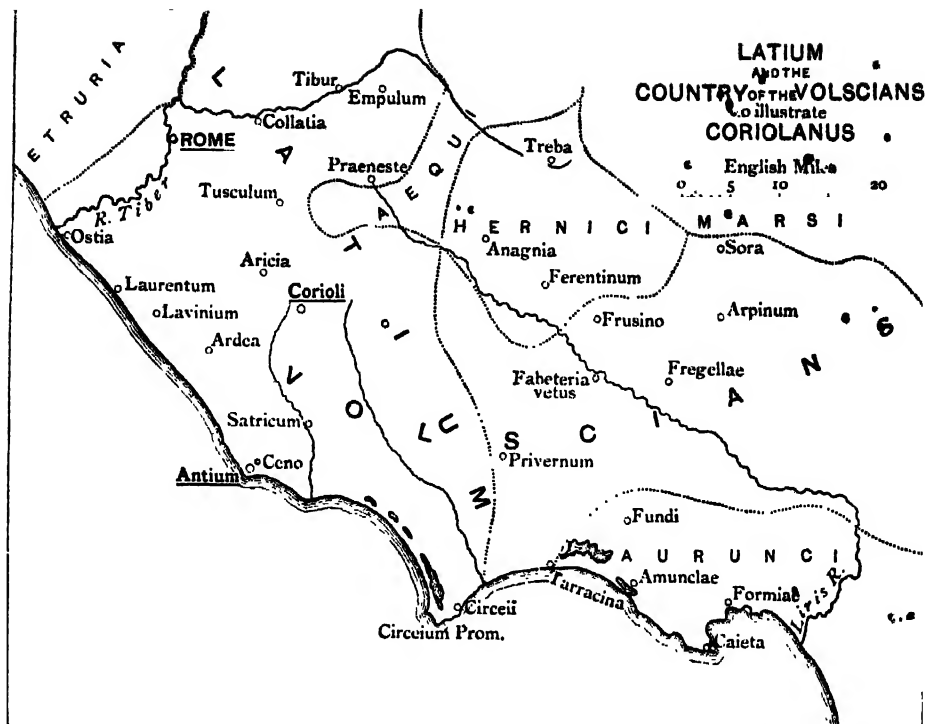 LATIUM
AND THE
COUNTRY OF THE VOLSCIANS
to illustrate
CORIOLANUS
English Miles
0 5 10 20
ETRURIA
LATIUM
Tibur
Empulum
Collatia
ROME
R. Tiber
Praeneste
AEQUI
Treba
Tusculum
HERNICI
MARSI
Ostia
Anagnia
Sora
Aricia
Ferentinum
Laurentum
Corioli
Lavinium
Frusino
Arpinum
Ardea
VOLSCIANS
Fabeteria
vetus
Fregellae
Satricum
Privernum
Antium
Ceno
Fundi
AURUNCI
Tarracina
Amunclae
Formiae
Liris R.
Circeii
Circeium Prom.
Caieta